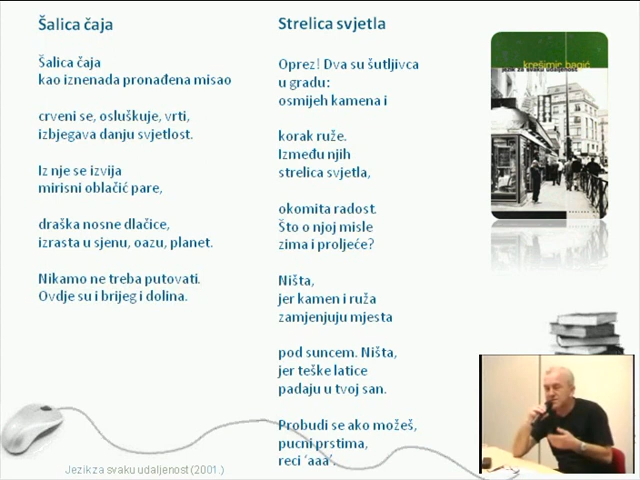 Šalica čaja
Šalica čaja
kao iznenada pronađena misao
crveni se, osluškuje, vrti,
izbjegava danju svjetlost.
Iz nje se izvija
mirisni oblačić pare,
draška nosne dlačice,
izrasta u sjenu, oazu, planet.
Nikamo ne treba putovati.
Ovdje su i brijeg i dolina.
Strelica svjetla
Oprez! Dva su šutljivca
u gradu:
osmijeh kamena i
korak ruže.
Između njih
strelica svjetla,
okomita radost.
Što o njoj misle
zima i proljeće?
Ništa,
jer kamen i ruža
zamjenjuju mjesta
pod suncem. Ništa,
jer teške latice
padaju u tvoj san.
Probudi se ako možeš,
pucni prstima,
reci ‘aaa’.
krešimir bagić
jezik za svaku udaljenost
Jezik za svaku udaljenost (2001.)